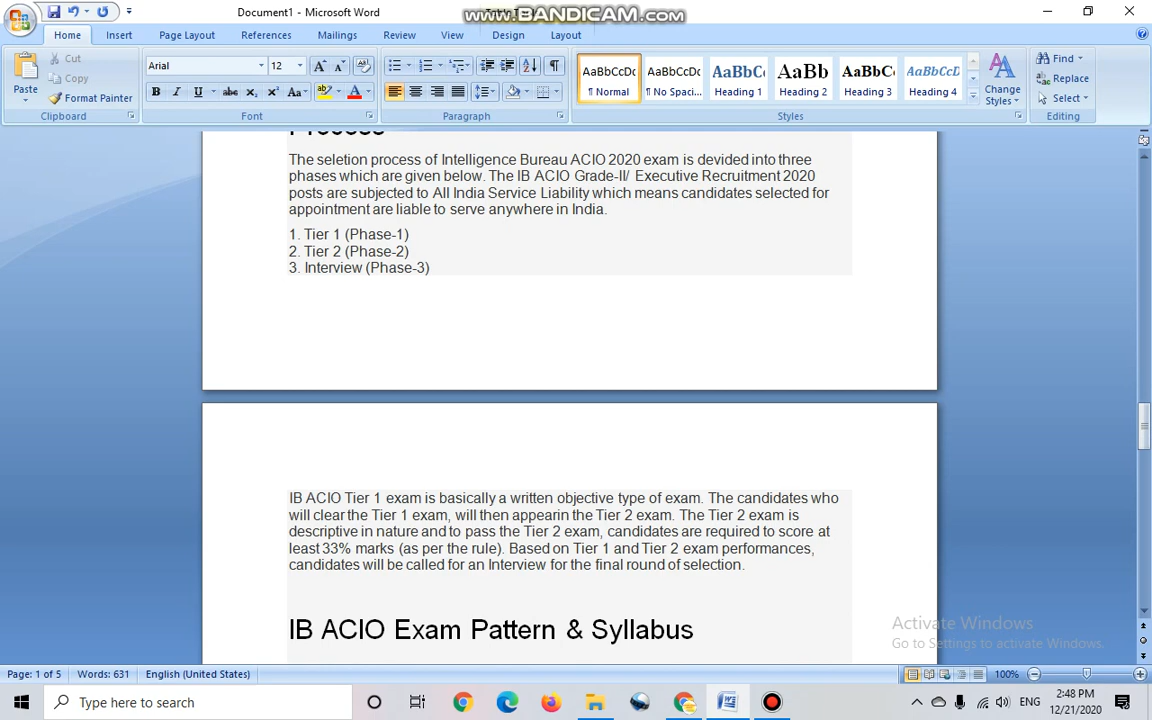 Document1 - Microsoft Word
www.BANDICAM.com
Home Insert Page Layout References Mailings Review View Design Layout
Paste
Cut
Copy
Format Painter
Clipboard
Arial 12
Font
Paragraph
AaBbCcDc AaBbCcDc AaBbC AaBb AaBbC AaBbCcD
¶ Normal ¶ No Spaci... Heading 1 Heading 2 Heading 3 Heading 4
Change Styles
Styles
Find
Replace
Select
Editing
Process
The seletion process of Intelligence Bureau ACIO 2020 exam is devided into three
phases which are given below. The IB ACIO Grade-II/ Executive Recruitment 2020
posts are subjected to All India Service Liability which means candidates selected for
appointment are liable to serve anywhere in India.
1. Tier 1 (Phase-1)
2. Tier 2 (Phase-2)
3. Interview (Phase-3)
IB ACIO Tier 1 exam is basically a written objective type of exam. The candidates who
will clear the Tier 1 exam, will then appearin the Tier 2 exam. The Tier 2 exam is
descriptive in nature and to pass the Tier 2 exam, candidates are required to score at
least 33% marks (as per the rule). Based on Tier 1 and Tier 2 exam performances,
candidates will be called for an Interview for the final round of selection.
IB ACIO Exam Pattern & Syllabus
Activate Windows
Go to Settings to activate Windows.
Page: 1 of 5 Words: 631 English (United States) 100%
Type here to search
ENG
2:48 PM
12/21/2020